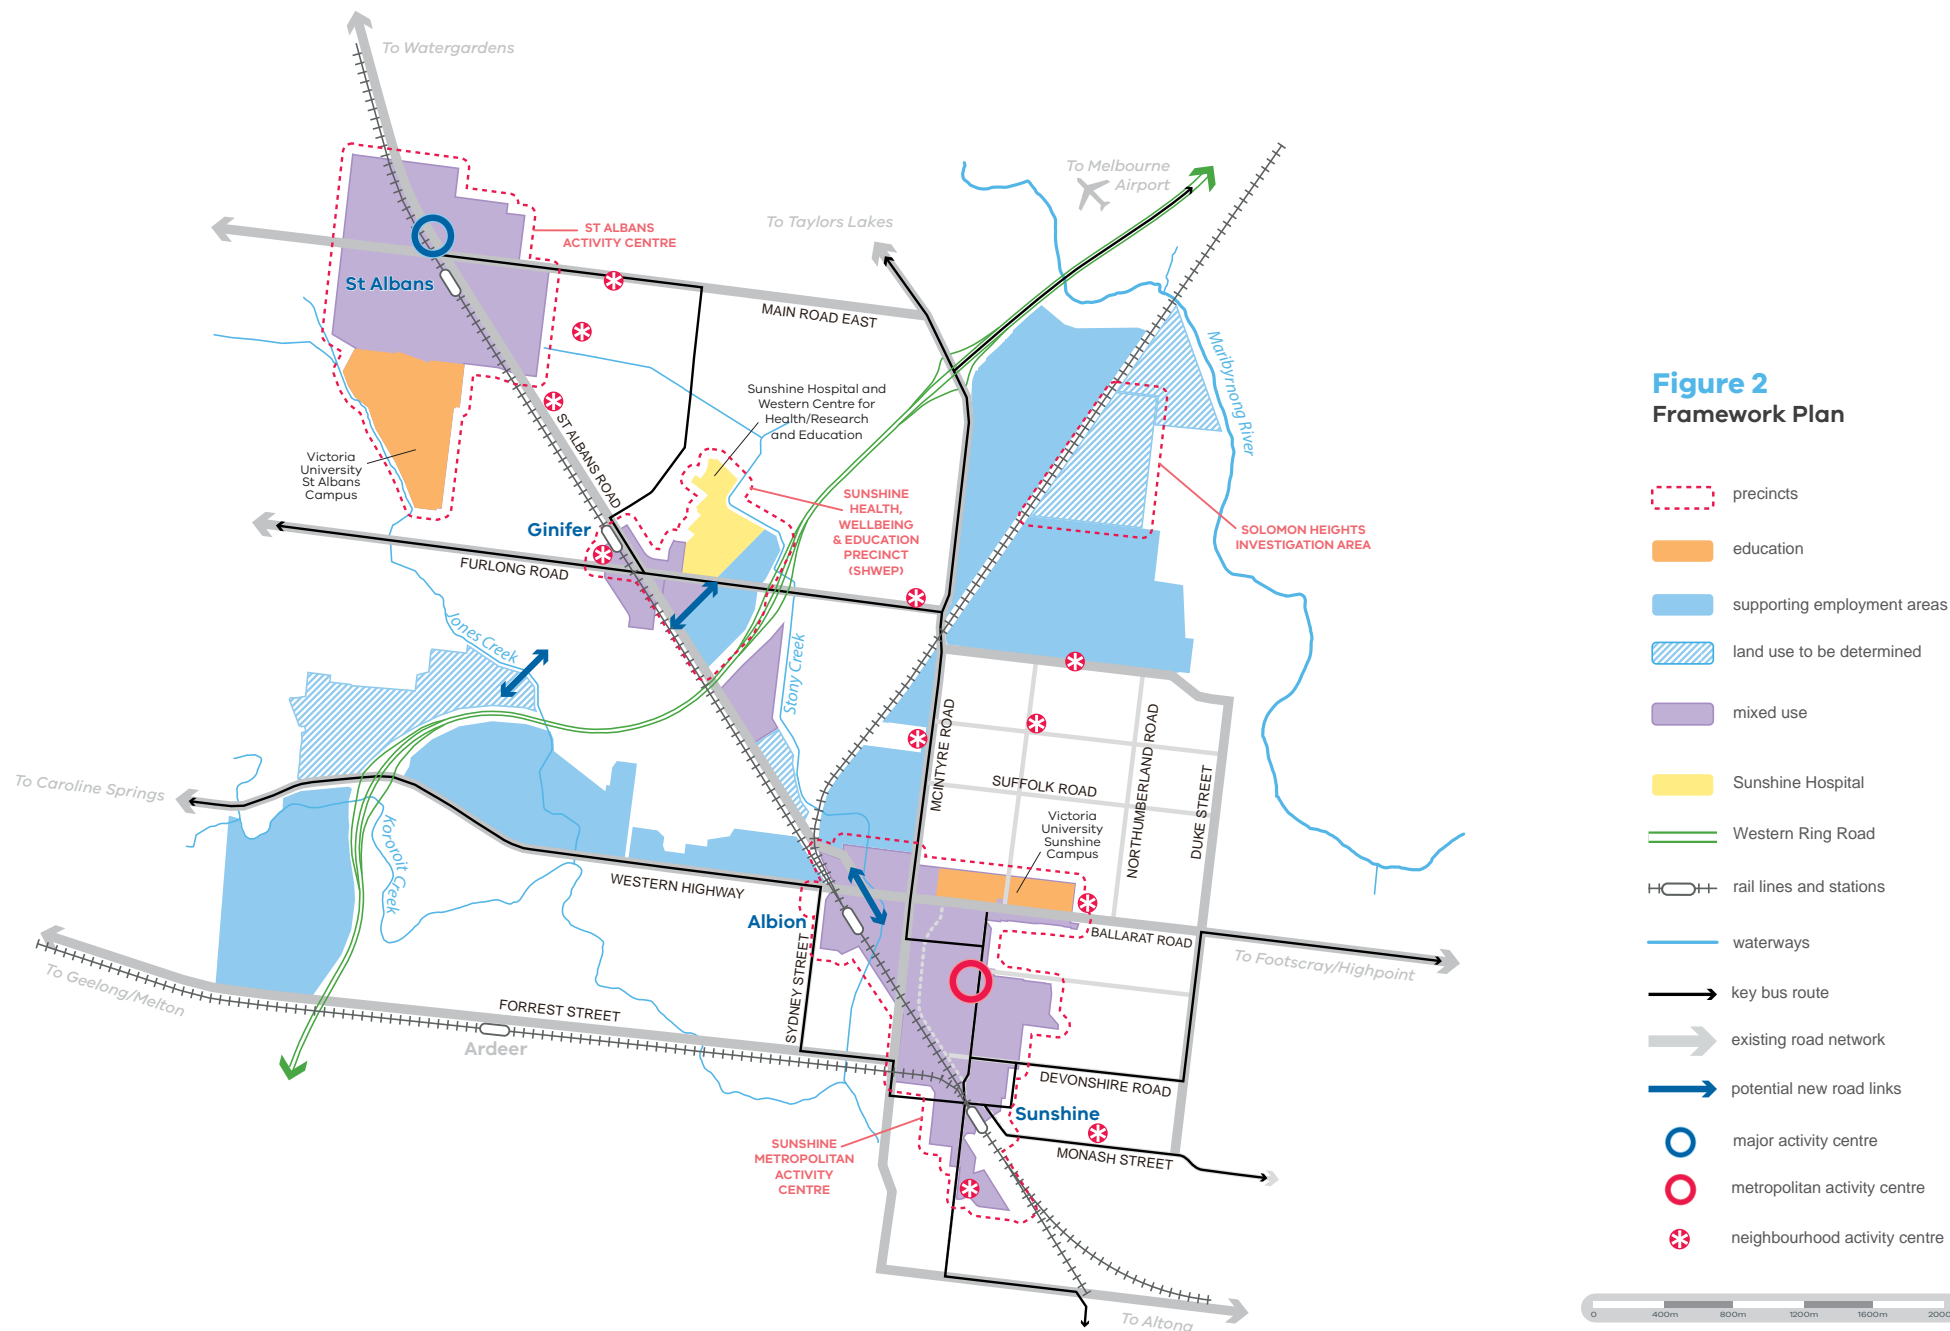 To Watergardens
To Melbourne
Airport
To Taylors Lakes
ST ALBANS
ACTIVITY CENTRE
St Albans
MAIN ROAD EAST
Maribyrnong River
Sunshine Hospital and
Western Centre for
Health/Research
and Education
ST ALBANS ROAD
Victoria
University
St Albans
Campus
SUNSHINE
HEALTH,
WELLBEING
& EDUCATION
PRECINCT
(SHWEP)
SOLOMON HEIGHTS
INVESTIGATION AREA
Ginifer
FURLONG ROAD
Jones Creek
Stony Creek
MCINTYRE ROAD
SUFFOLK ROAD
NORTHUMBERLAND ROAD
DUKE STREET
To Caroline Springs
Kororoit Creek
Victoria
University
Sunshine
Campus
WESTERN HIGHWAY
Albion
BALLARAT ROAD
To Footscray/Highpoint
SYDNEY STREET
To Geelong/Melton
FORREST STREET
Ardeer
DEVONSHIRE ROAD
Sunshine
MONASH STREET
SUNSHINE
METROPOLITAN
ACTIVITY
CENTRE
To Altona
Figure 2
Framework Plan
precincts
education
supporting employment areas
land use to be determined
mixed use
Sunshine Hospital
Western Ring Road
rail lines and stations
waterways
key bus route
existing road network
potential new road links
major activity centre
metropolitan activity centre
neighbourhood activity centre
0 400m 800m 1200m 1600m 2000